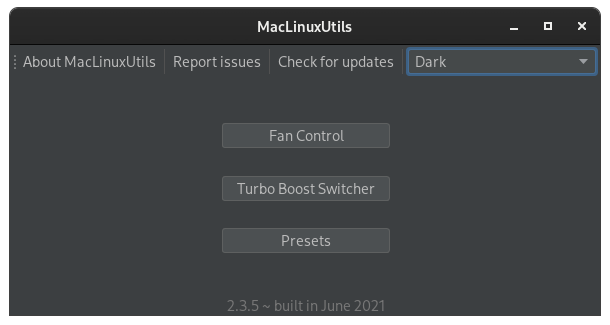 MacLinuxUtils
About MacLinuxUtils Report issues Check for updates Dark
Fan Control
Turbo Boost Switcher
Presets
2.3.5 ~ built in June 2021